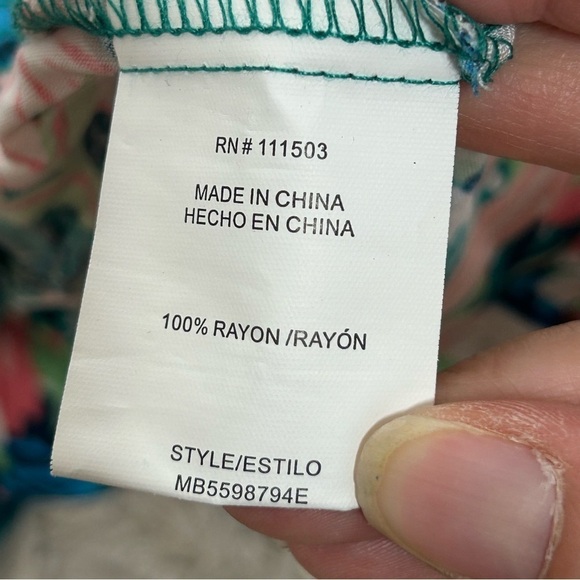 RN# 111503
MADE IN CHINA
HECHO EN CHINA
100% RAYON /RAYÓN
STYLE/ESTILO
MB5598794E